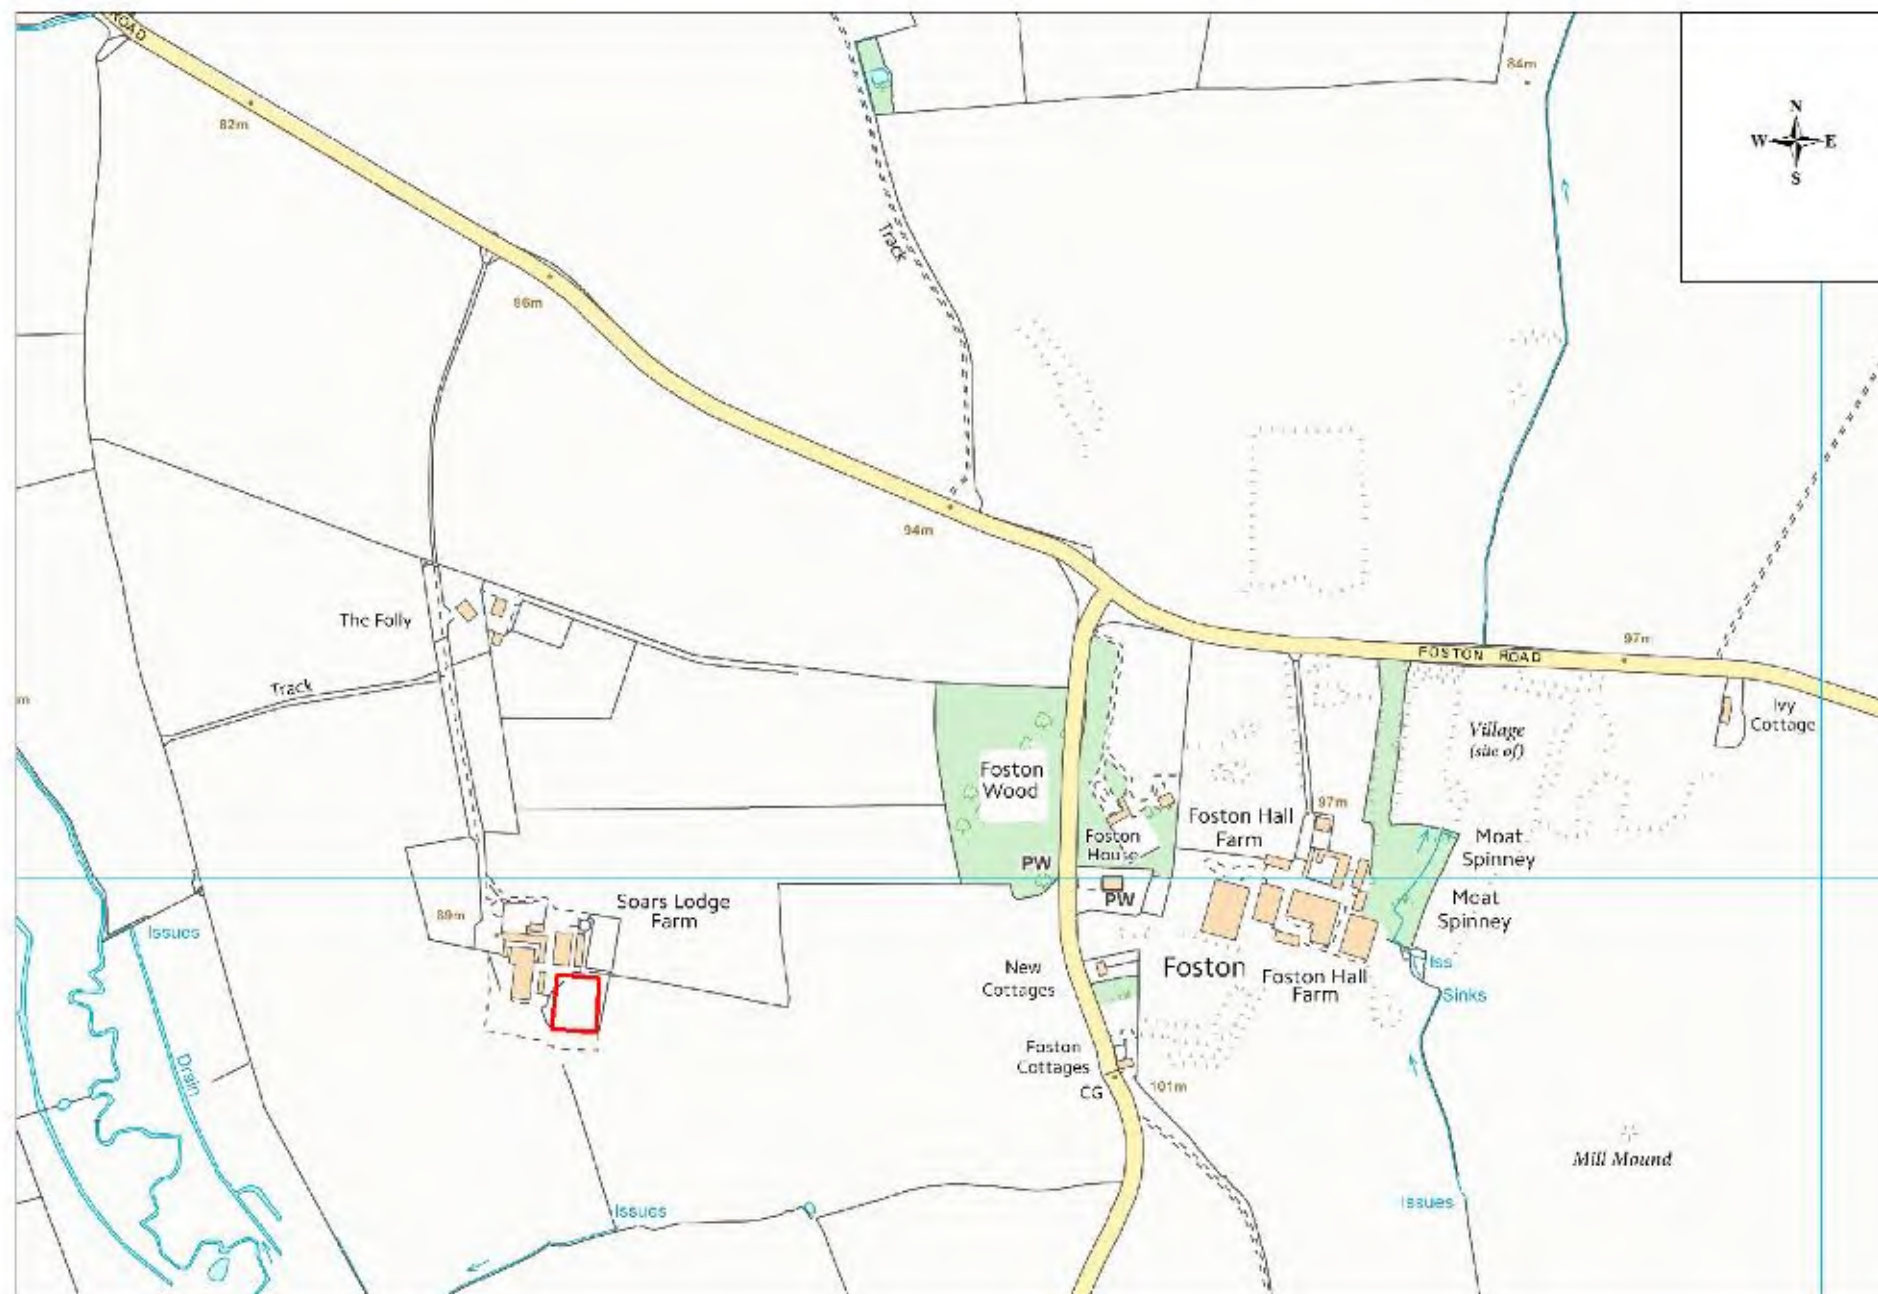 ROAD
84m
N
W E
S
82m
Track
96m
94m
The Folly
97m
FOSTON ROAD
Track
m
Ivy
Cottage
Village
(site of)
Foston
Wood
97m
Foston Hall
Farm
Foston
House
Moat
Spinney
PW
PW
Soars Lodge
Farm
89m
Moat
Spinney
Issues
New
Cottages
Foston
Foston Hall
Farm
Iss
Sinks
Drain
Foston
Cottages
CG
101m
Mill Mound
Issues
Issues